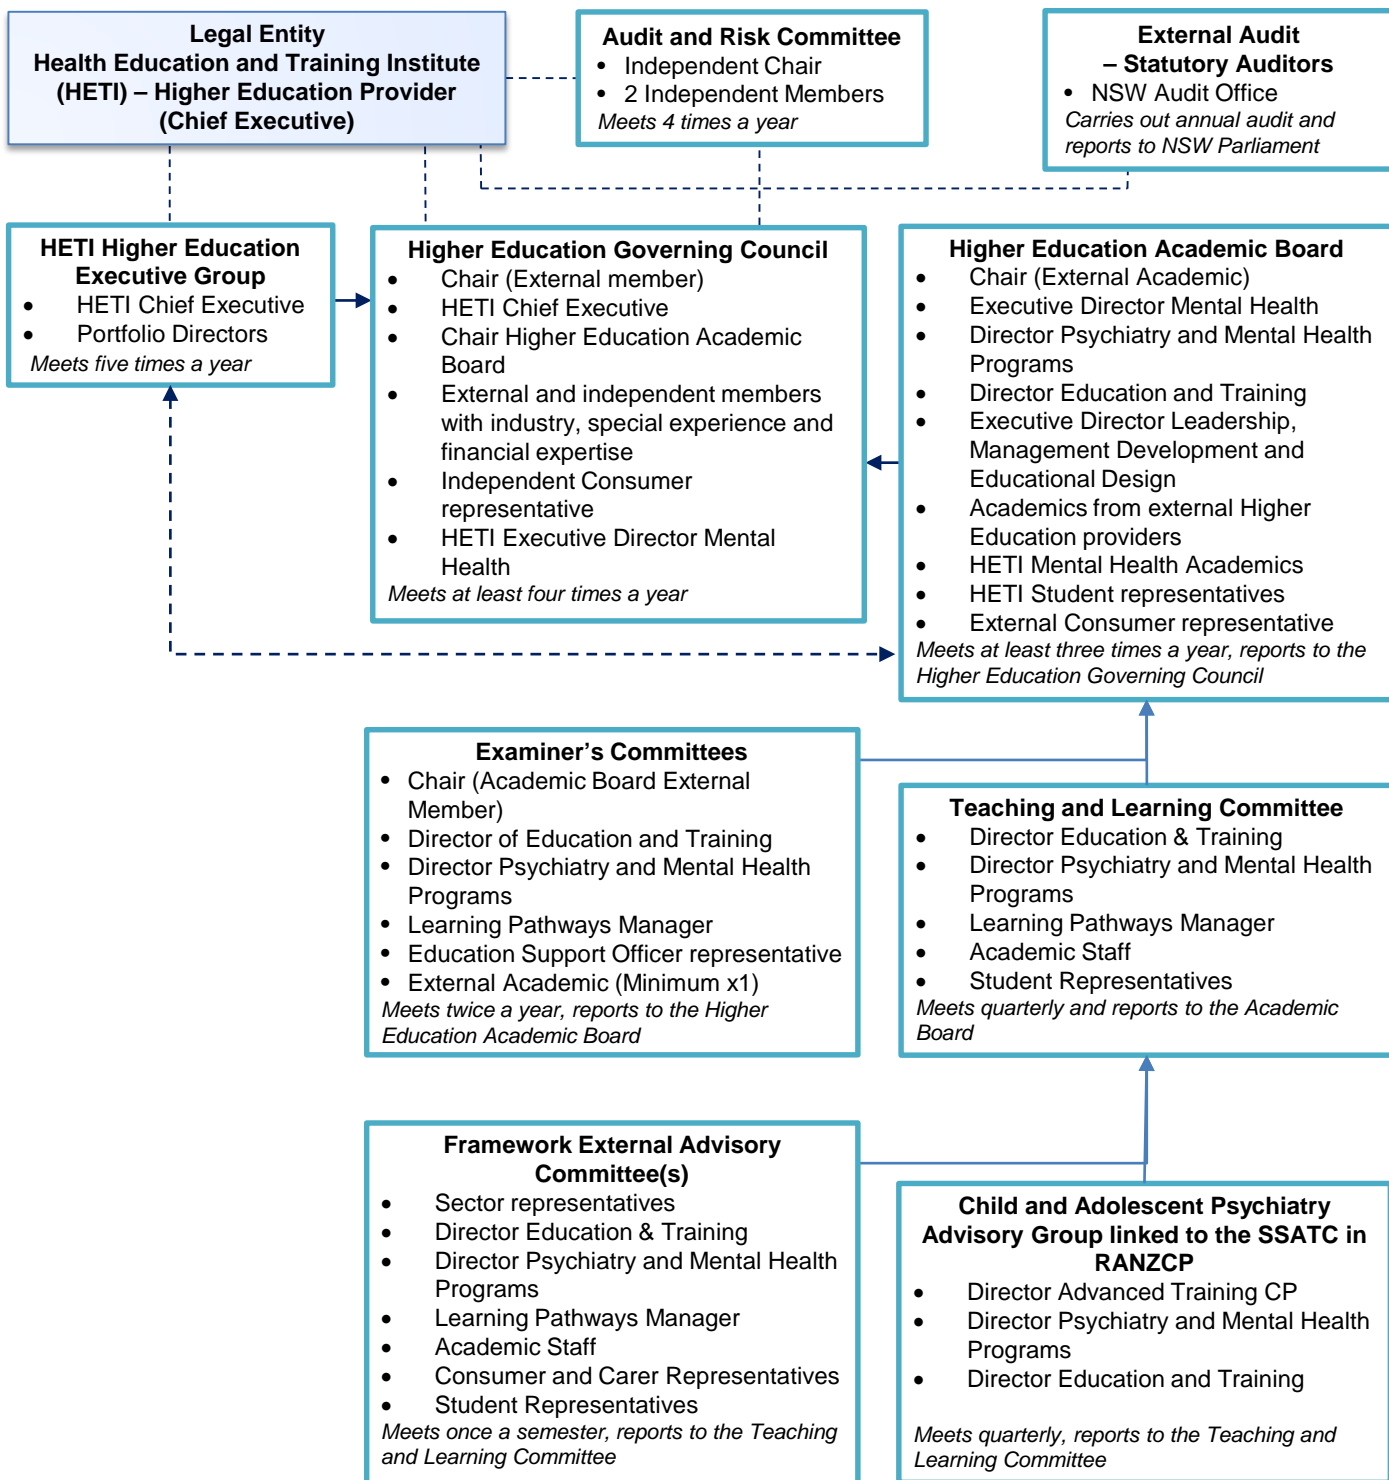 Legal Entity
Health Education and Training Institute
(HETI) – Higher Education Provider
(Chief Executive)
Audit and Risk Committee
• Independent Chair
• 2 Independent Members
Meets 4 times a year
External Audit
– Statutory Auditors
• NSW Audit Office
Carries out annual audit and
reports to NSW Parliament
HETI Higher Education
Executive Group
• HETI Chief Executive
• Portfolio Directors
Meets five times a year
Higher Education Governing Council
• Chair (External member)
• HETI Chief Executive
• Chair Higher Education Academic
Board
• External and independent members
with industry, special experience and
financial expertise
• Independent Consumer
representative
• HETI Executive Director Mental
Health
Meets at least four times a year
Higher Education Academic Board
• Chair (External Academic)
• Executive Director Mental Health
• Director Psychiatry and Mental Health
Programs
• Director Education and Training
• Executive Director Leadership,
Management Development and
Educational Design
• Academics from external Higher
Education providers
• HETI Mental Health Academics
• HETI Student representatives
• External Consumer representative
Meets at least three times a year, reports to the
Higher Education Governing Council
Examiner’s Committees
• Chair (Academic Board External
Member)
• Director of Education and Training
• Director Psychiatry and Mental Health
Programs
• Learning Pathways Manager
• Education Support Officer representative
• External Academic (Minimum x1)
Meets twice a year, reports to the Higher
Education Academic Board
Teaching and Learning Committee
• Director Education & Training
• Director Psychiatry and Mental Health
Programs
• Learning Pathways Manager
• Academic Staff
• Student Representatives
Meets quarterly and reports to the Academic
Board
Framework External Advisory
Committee(s)
• Sector representatives
• Director Education & Training
• Director Psychiatry and Mental Health
Programs
• Learning Pathways Manager
• Academic Staff
• Consumer and Carer Representatives
• Student Representatives
Meets once a semester, reports to the Teaching
and Learning Committee
Child and Adolescent Psychiatry
Advisory Group linked to the SSATC in
RANZCP
• Director Advanced Training CP
• Director Psychiatry and Mental Health
Programs
• Director Education and Training
Meets quarterly, reports to the Teaching and
Learning Committee